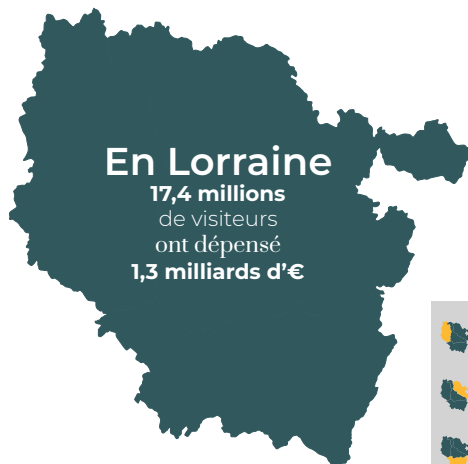 En Lorraine
17,4 millions
de visiteurs
ont dépensé
1,3 milliards d'€